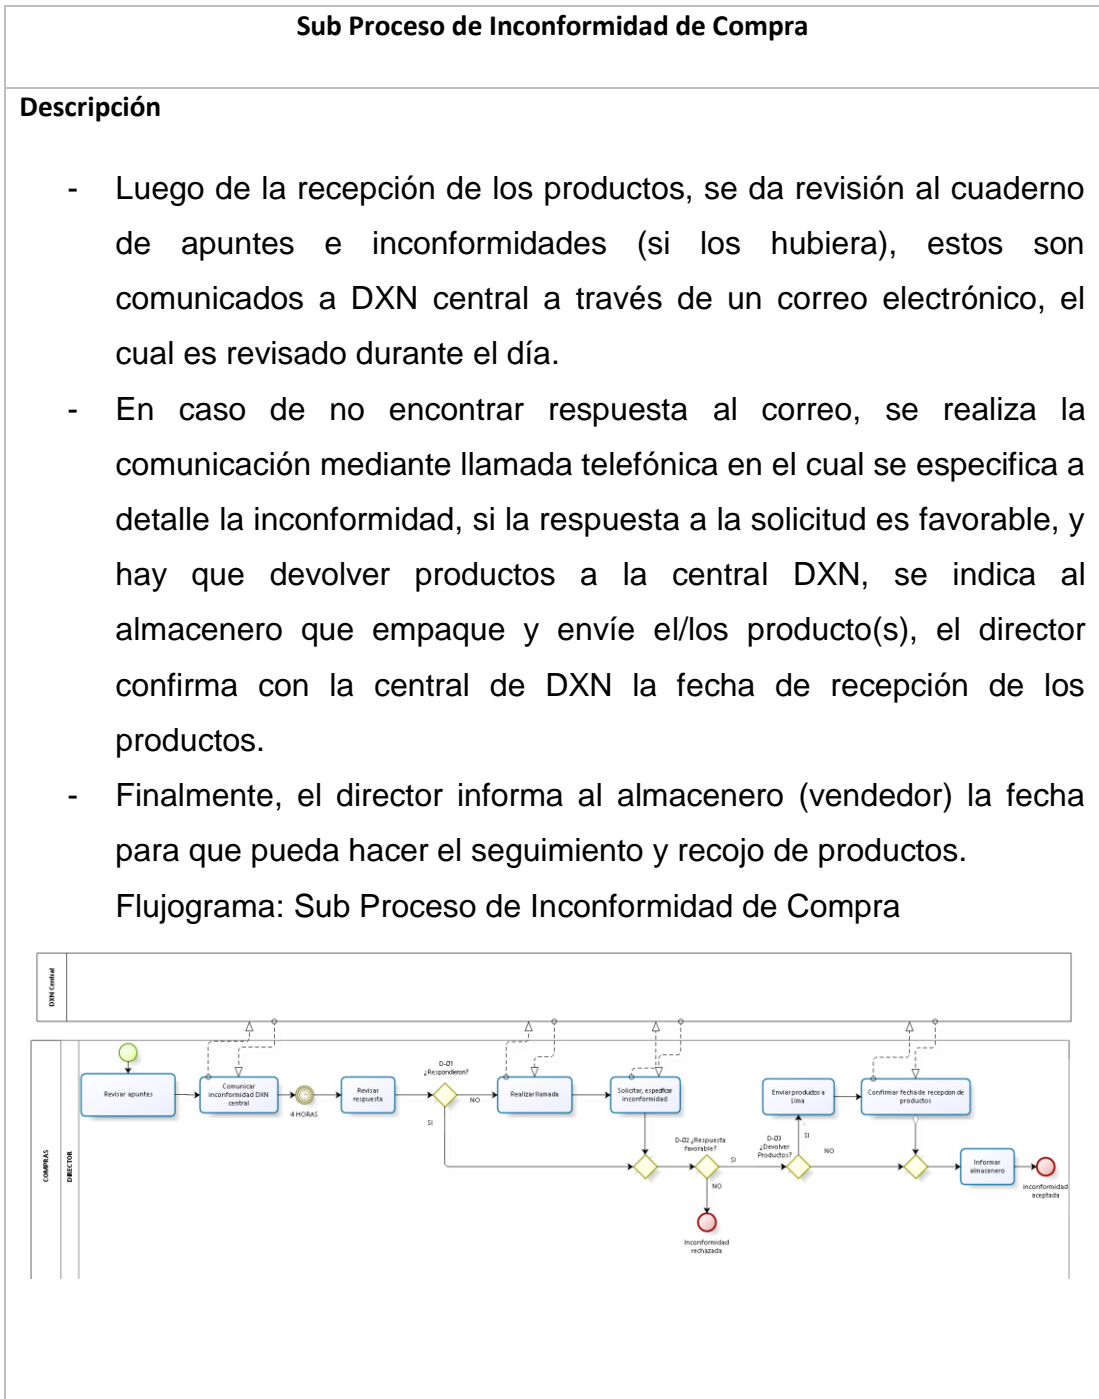 Sub Proceso de Inconformidad de Compra
Descripción
- Luego de la recepción de los productos, se da revisión al cuaderno
de apuntes e inconformidades (si los hubiera), estos son
comunicados a DXN central a través de un correo electrónico, el
cual es revisado durante el día.
- En caso de no encontrar respuesta al correo, se realiza la
comunicación mediante llamada telefónica en el cual se especifica a
detalle la inconformidad, si la respuesta a la solicitud es favorable, y
hay que devolver productos a la central DXN, se indica al
almacenero que empaque y envíe el/los producto(s), el director
confirma con la central de DXN la fecha de recepción de los
productos.
- Finalmente, el director informa al almacenero (vendedor) la fecha
para que pueda hacer el seguimiento y recojo de productos.
Flujograma: Sub Proceso de Inconformidad de Compra
DXN Central
COMPRAS
DIRECTOR
Revisar apuntes
Comunicar
inconformidad DXN
central
4 HORAS
Revisar
respuesta
D-01
¿Respondieron?
NO
SI
Realizar llamada
Solicitar, especificar
inconformidad
D-02 ¿Respuesta
favorable?
SI
NO
Inconformidad
rechazada
D-03
¿Devolver
Productos?
SI
NO
Enviar productos a
Lima
Confirmar fecha de recepcion de
productos
Informar
almacenero
Inconformidad
aceptada